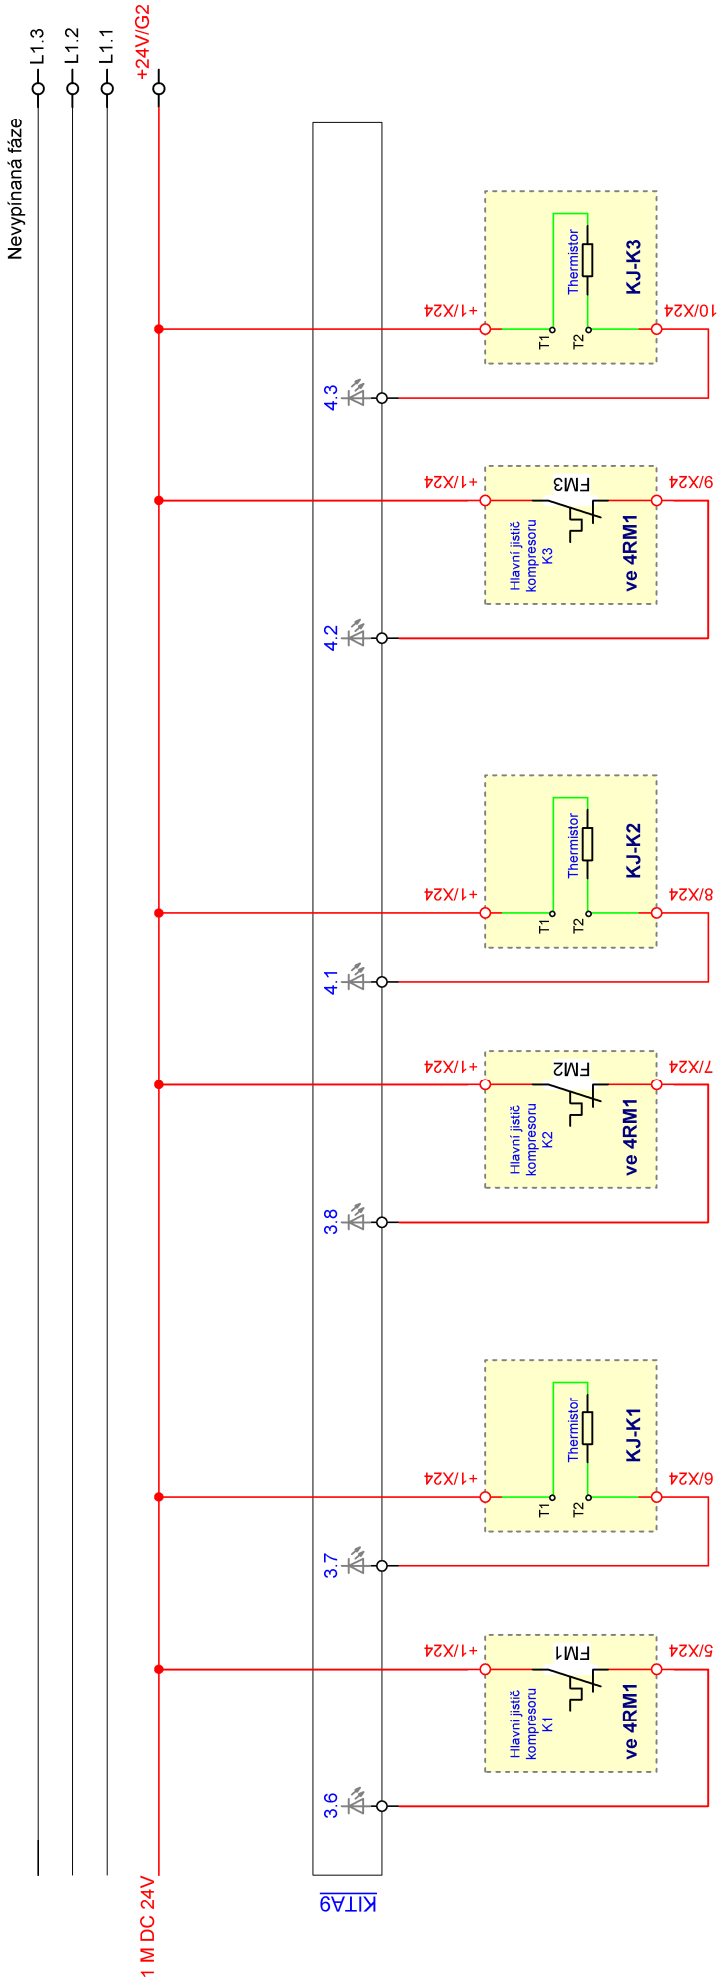 Nevypínaná fáze
L1.3
L1.2
L1.1
+24V/G2
1 M DC 24V
KITA9
3.6
3.7
3.8
4.1
4.2
4.3
+1/X24
Hlavní jistič
kompresoru
K1
FM1
ve 4RM1
5/X24
+1/X24
T1
T2
Thermistor
KJ-K1
6/X24
+1/X24
Hlavní jistič
kompresoru
K2
FM2
ve 4RM1
7/X24
+1/X24
T1
T2
Thermistor
KJ-K2
8/X24
+1/X24
Hlavní jistič
kompresoru
K3
FM3
ve 4RM1
9/X24
+1/X24
T1
T2
Thermistor
KJ-K3
10/X24